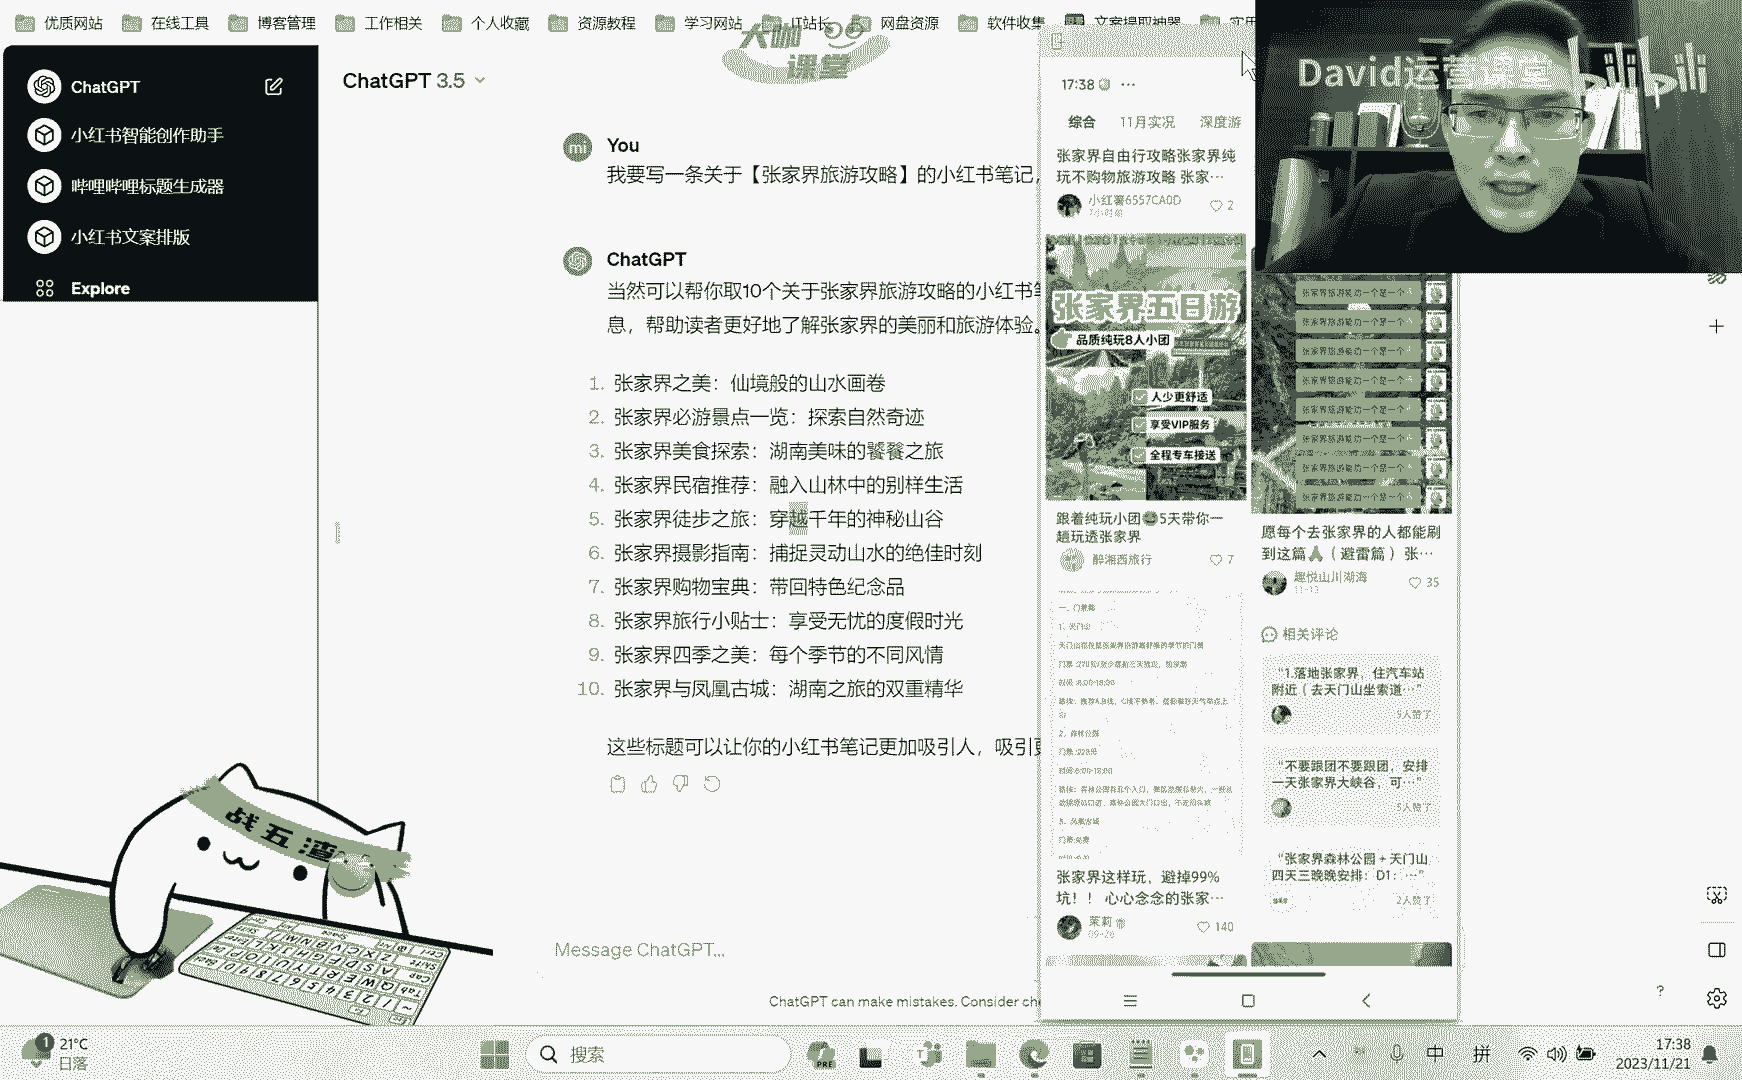 优质网站
在线工具
博客管理
工作相关
个人收藏
资源教程
学习网站
IT站长
网盘资源
软件收集
文案提取神器
大咖课堂
David运营课堂
bilibili
ChatGPT
小红书智能创作助手
哔哩哔哩标题生成器
小红书文案排版
Explore
ChatGPT 3.5
You
我要写一条关于【张家界旅游攻略】的小红书笔记,
ChatGPT
当然可以帮你取10个关于张家界旅游攻略的小红书
息，帮助读者更好地了解张家界的美丽和旅游体验。
1. 张家界之美：仙境般的山水画卷
2. 张家界必游景点一览：探索自然奇迹
3. 张家界美食探索：湖南美味的饕餮之旅
4. 张家界民宿推荐：融入山林中的别样生活
5. 张家界徒步之旅：穿越千年的神秘山谷
6. 张家界摄影指南：捕捉灵动山水的绝佳时刻
7. 张家界购物宝典：带回特色纪念品
8. 张家界旅行小贴士：享受无忧的度假时光
9. 张家界四季之美：每个季节的不同风情
10. 张家界与凤凰古城：湖南之旅的双重精华
这些标题可以让你的小红书笔记更加吸引人，吸引
Message ChatGPT...
ChatGPT can make mistakes. Consider
17:38
综合
11月实况
深度游
张家界自由行攻略张家界纯
玩不购物旅游攻略 张家…
小红薯6557CA0D
7小时前
2
张家界五日游
品质纯玩8人小团
人少更舒适
享受VIP服务
全程专车接送
跟着纯玩小团😄5天带你一
趟玩透张家界
醉湘西旅行
7
张家界这样玩，避掉99%
坑！！ 心心念念的张家…
茉莉
09-26
140
愿每个去张家界的人都能刷
到这篇🙏（避雷篇） 张…
趣悦山川湖海
11-13
35
相关评论
“1.落地张家界，住汽车站
附近（去天门山坐索道…”
9人赞了
“不要跟团不要跟团，安排
一天张家界大峡谷，可…”
5人赞了
“张家界森林公园+天门山
四天三晚晚安排：D1：…”
2人赞了
战五渣
21°C
日落
搜索
中
拼
17:38
2023/11/21